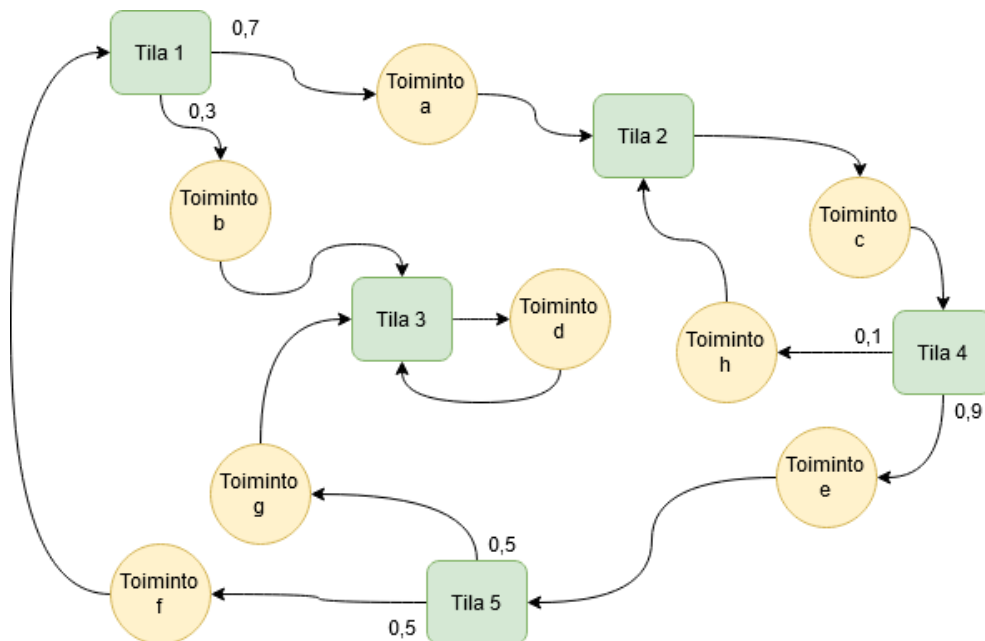 0,7
Tila 1
Toiminto
a
0,3
Tila 2
Toiminto
b
Toiminto
c
Tila 3
Toiminto
d
Toiminto
h
0,1
Tila 4
0,9
Toiminto
e
Toiminto
g
0,5
Toiminto
f
Tila 5
0,5